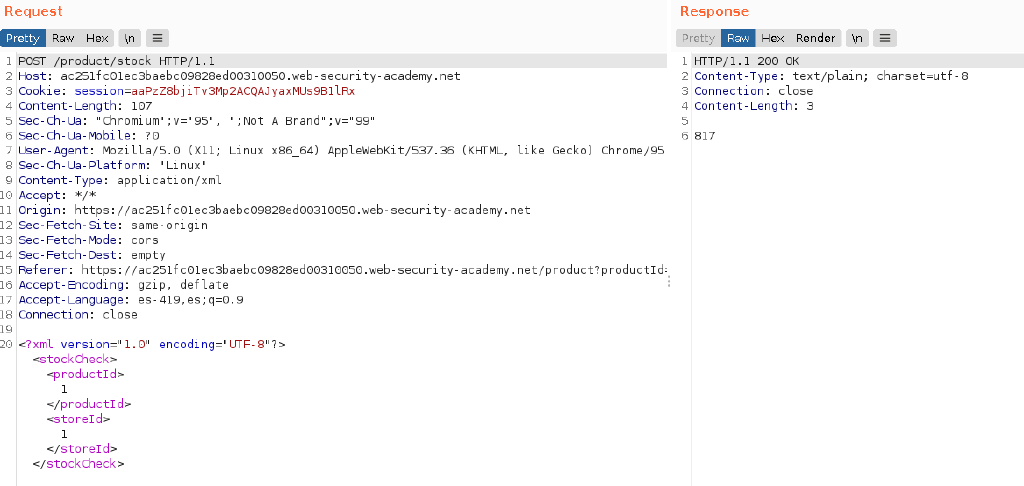 Request
Pretty Raw Hex \n
1 POST /product/stock HTTP/1.1
2 Host: ac251fc01ec3baebc09828ed00310050.web-security-academy.net
3 Cookie: session=aaPzZ8bjiTv3Mp2ACQAJyaxMUs9B1lRx
4 Content-Length: 107
5 Sec-Ch-Ua: "Chromium";v="95", ";Not A Brand";v="99"
6 Sec-Ch-Ua-Mobile: ?0
7 User-Agent: Mozilla/5.0 (X11; Linux x86_64) AppleWebKit/537.36 (KHTML, like Gecko) Chrome/95
8 Sec-Ch-Ua-Platform: "Linux"
9 Content-Type: application/xml
10 Accept: */*
11 Origin: https://ac251fc01ec3baebc09828ed00310050.web-security-academy.net
12 Sec-Fetch-Site: same-origin
13 Sec-Fetch-Mode: cors
14 Sec-Fetch-Dest: empty
15 Referer: https://ac251fc01ec3baebc09828ed00310050.web-security-academy.net/product?productId=
16 Accept-Encoding: gzip, deflate
17 Accept-Language: es-419,es;q=0.9
18 Connection: close
19
20 <?xml version="1.0" encoding="UTF-8"?>
<stockCheck>
<productId>
1
</productId>
<storeId>
1
</storeId>
</stockCheck>
Response
Pretty Raw Hex Render \n
1 HTTP/1.1 200 OK
2 Content-Type: text/plain; charset=utf-8
3 Connection: close
4 Content-Length: 3
5
6 817